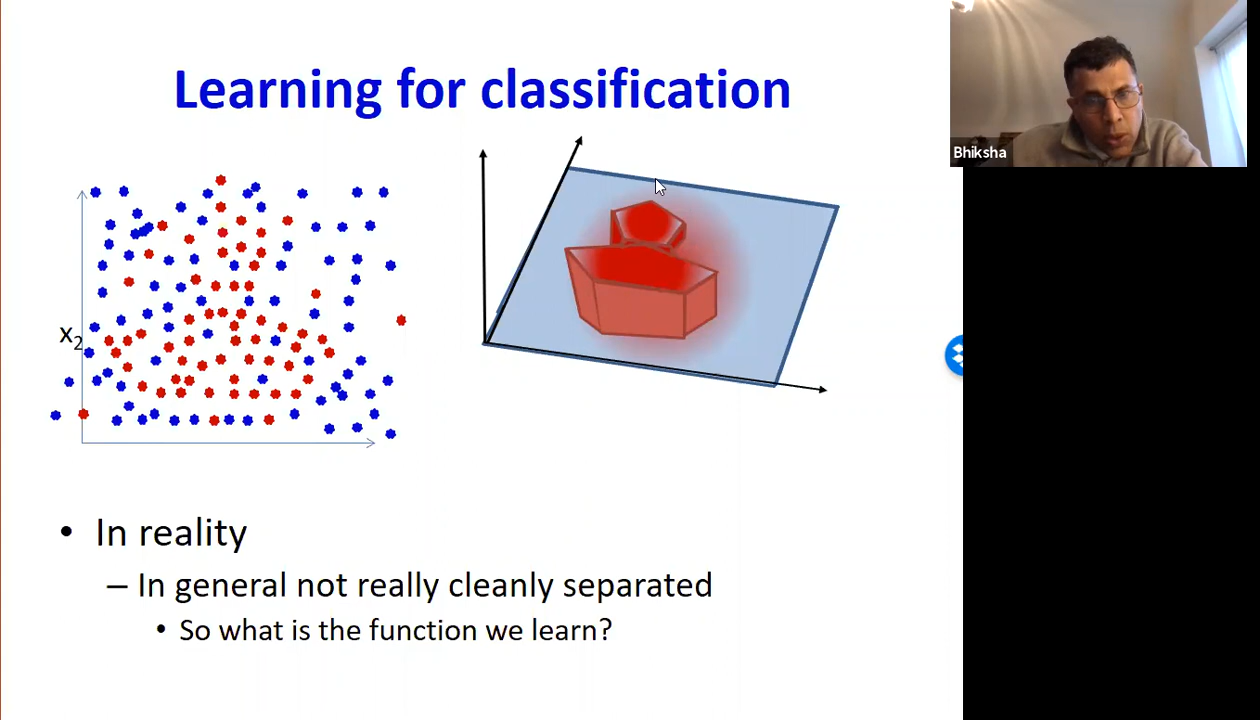 Learning for classification
Bhiksha
x2
• In reality
– In general not really cleanly separated
• So what is the function we learn?